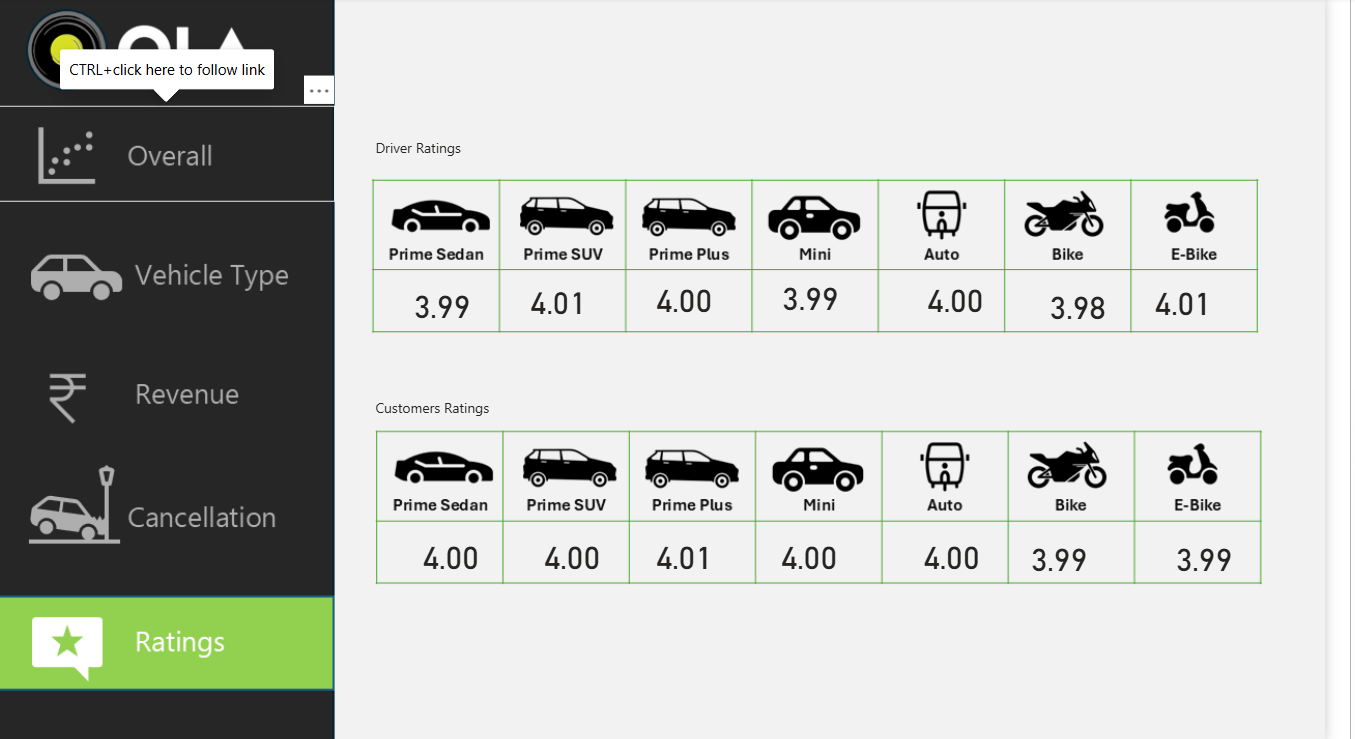 OLA
CTRL+click here to follow link
...
Overall
Vehicle Type
₹
Revenue
Cancellation
Ratings
Driver Ratings
Prime Sedan Prime SUV Prime Plus Mini Auto Bike E-Bike
3.99 4.01 4.00 3.99 4.00 3.98 4.01
Customers Ratings
Prime Sedan Prime SUV Prime Plus Mini Auto Bike E-Bike
4.00 4.00 4.01 4.00 4.00 3.99 3.99